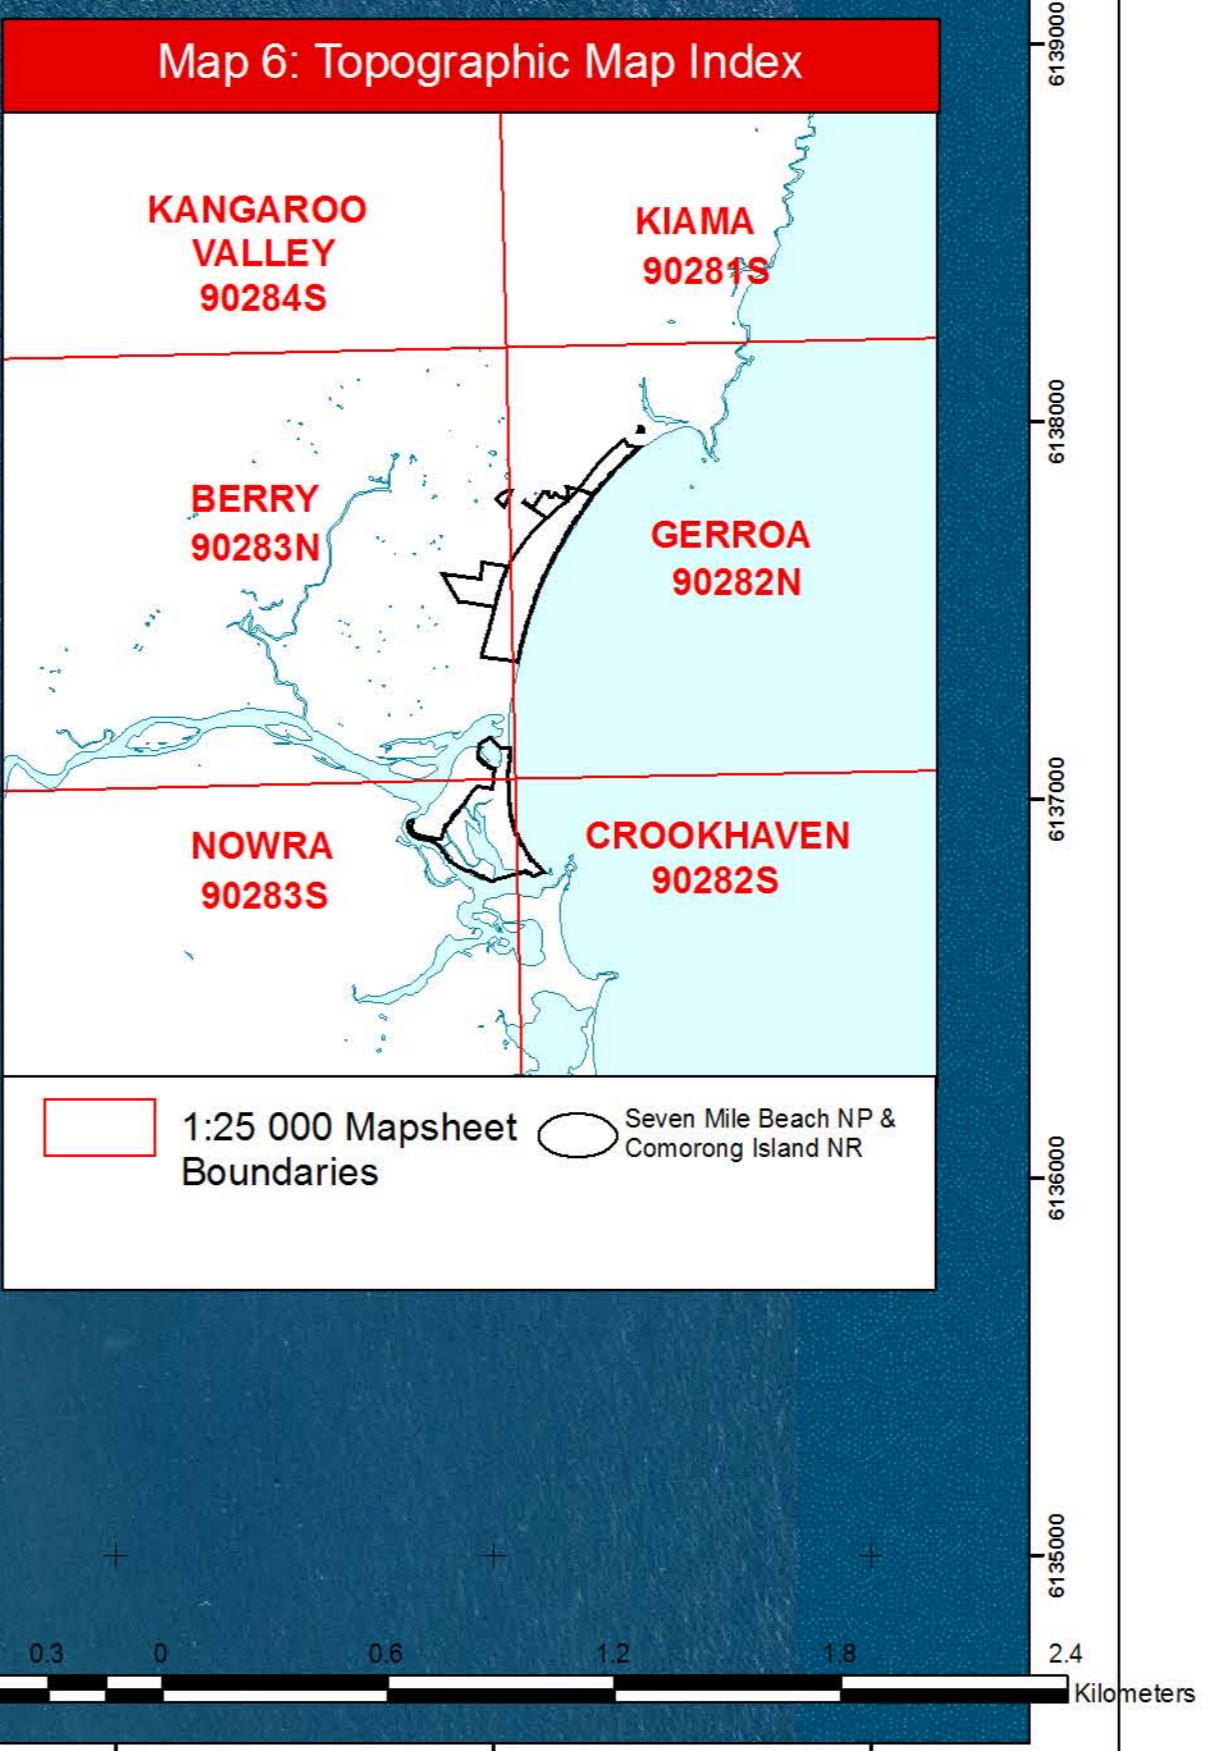 Map 6: Topographic Map Index
KANGAROO
VALLEY
90284S
KIAMA
90281S
BERRY
90283N
GERROA
90282N
NOWRA
90283S
CROOKHAVEN
90282S
1:25 000 Mapsheet
Boundaries
Seven Mile Beach NP &
Comorong Island NR
6139000
6138000
6137000
6136000
6135000
0.3 0 0.6 1.2 1.8 2.4
Kilometers